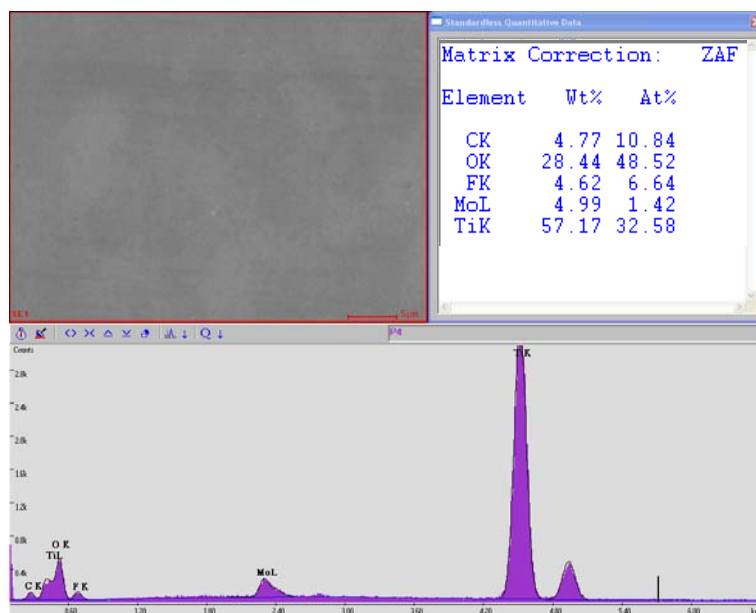 Standardless Quantitative Data
Matrix Correction: ZAF
Element Wt% At%
CK 4.77 10.84
OK 28.44 48.52
FK 4.62 6.64
MoL 4.99 1.42
TiK 57.17 32.58
5µm
P4
Counts
TiK
2.8k
2.4k
2.0k
1.6k
1.2k
0.8k
0.4k
O K
TiL
C K
F K
MoL
0.60 1.20 1.80 2.40 3.00 3.60 4.20 4.80 5.40 6.00